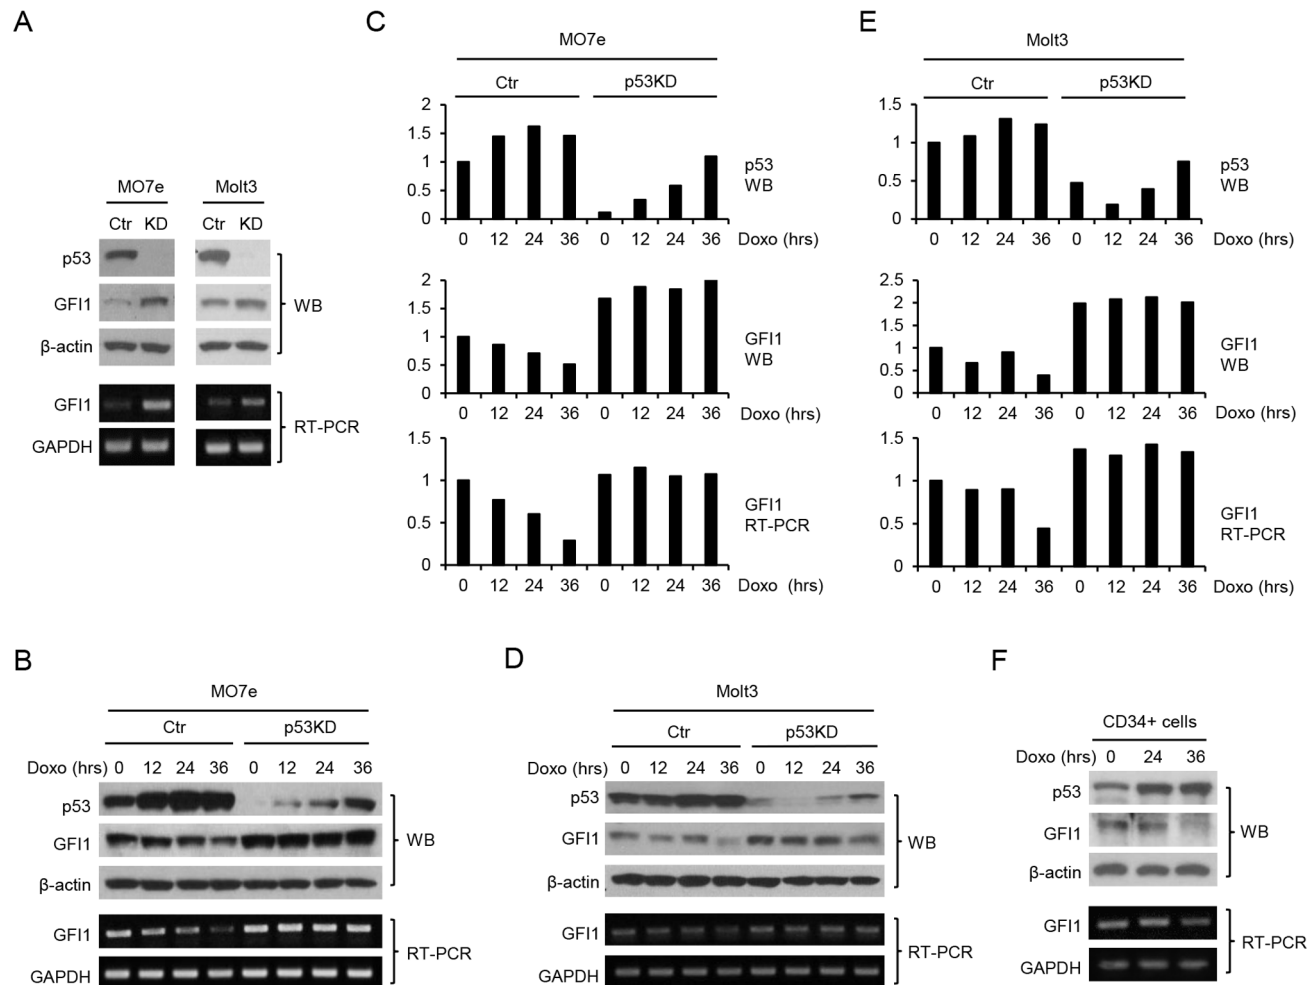 A
MO7e Molt3
Ctr KD Ctr KD
p53
GFI1
β-actin
WB
GFI1
GAPDH
RT-PCR
C
MO7e
Ctr p53KD
2
1.5
1
0.5
0
p53
WB
0 12 24 36 0 12 24 36 Doxo (hrs)
2
1.5
1
0.5
0
GFI1
WB
0 12 24 36 0 12 24 36 Doxo (hrs)
1.5
1
0.5
0
GFI1
RT-PCR
0 12 24 36 0 12 24 36 Doxo (hrs)
E
Molt3
Ctr p53KD
1.5
1
0.5
0
p53
WB
0 12 24 36 0 12 24 36 Doxo (hrs)
2.5
2
1.5
1
0.5
0
GFI1
WB
0 12 24 36 0 12 24 36 Doxo (hrs)
1.5
1
0.5
0
GFI1
RT-PCR
0 12 24 36 0 12 24 36 Doxo (hrs)
B
MO7e
Ctr p53KD
Doxo (hrs) 0 12 24 36 0 12 24 36
p53
GFI1
β-actin
WB
GFI1
GAPDH
RT-PCR
D
Molt3
Ctr p53KD
Doxo (hrs) 0 12 24 36 0 12 24 36
p53
GFI1
β-actin
WB
GFI1
GAPDH
RT-PCR
F
CD34+ cells
Doxo (hrs) 0 24 36
p53
GFI1
β-actin
WB
GFI1
GAPDH
RT-PCR